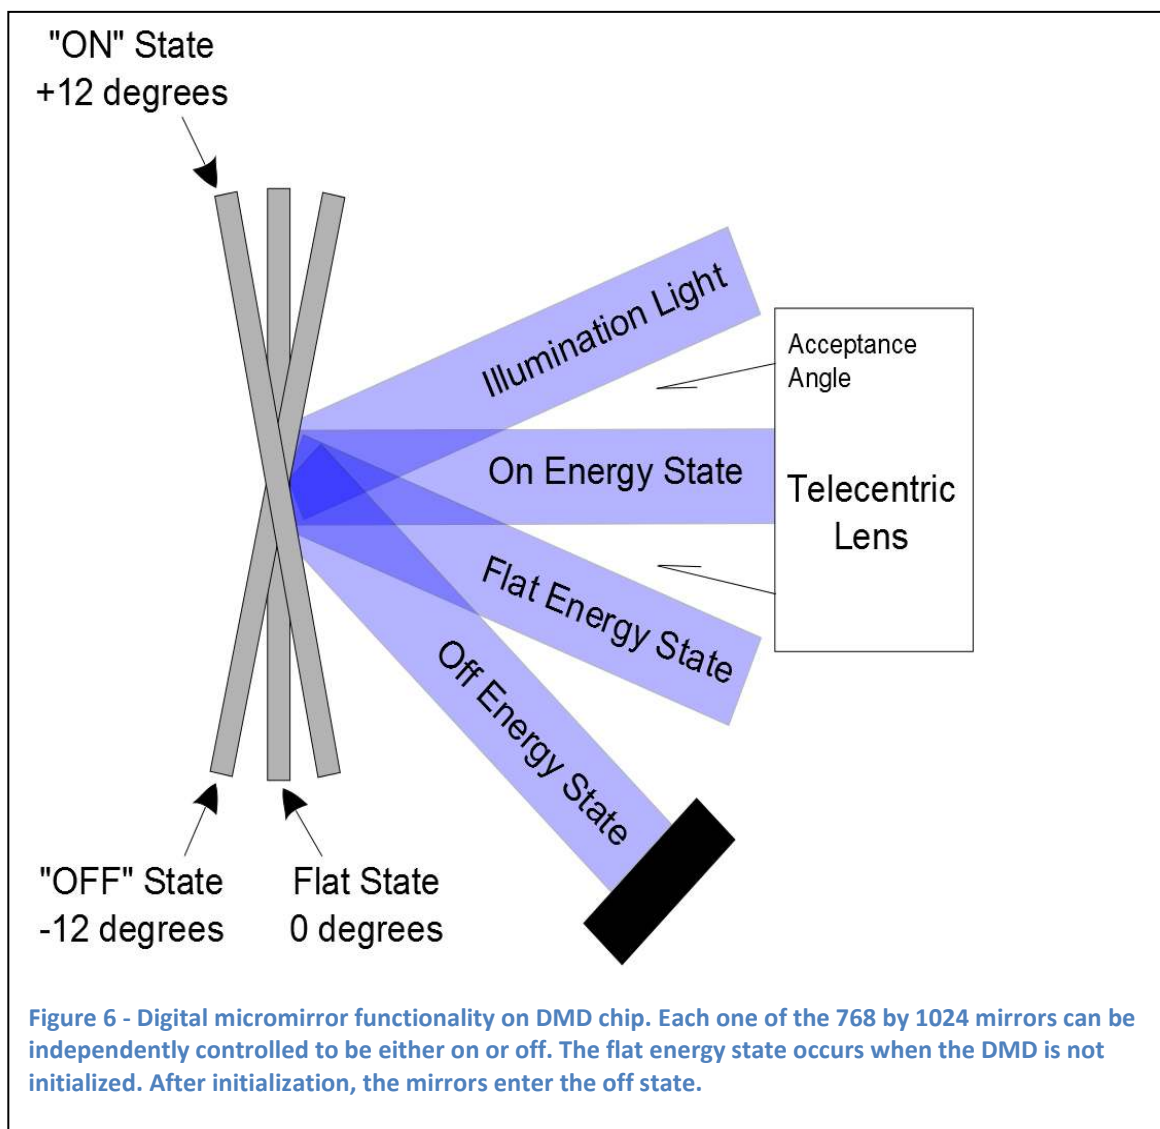 "ON" State
+12 degrees
Illumination Light
Acceptance
Angle
On Energy State
Telecentric
Lens
Flat Energy State
Off Energy State
"OFF" State
-12 degrees
Flat State
0 degrees
Figure 6 - Digital micromirror functionality on DMD chip. Each one of the 768 by 1024 mirrors can be
independently controlled to be either on or off. The flat energy state occurs when the DMD is not
initialized. After initialization, the mirrors enter the off state.